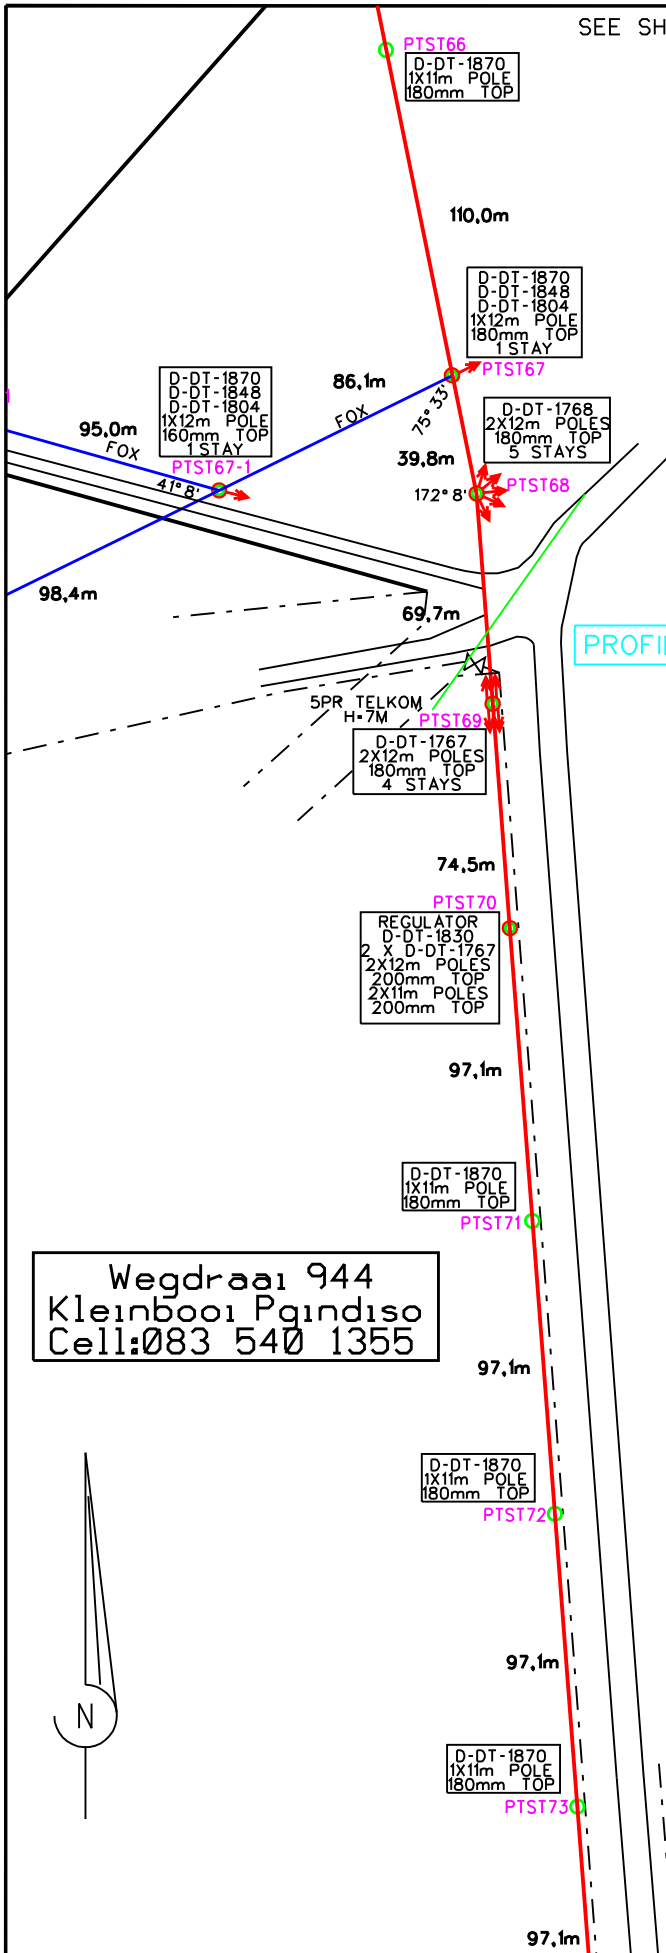 SEE SH
PTST66
D-DT-1870
1X11m POLE
180mm TOP
110,0m
D-DT-1870
D-DT-1848
D-DT-1804
1X12m POLE
180mm TOP
1 STAY
PTST67
86,1m
FOX
75°33'
D-DT-1870
D-DT-1848
D-DT-1804
1X12m POLE
160mm TOP
1 STAY
PTST67-1
95,0m
FOX
41°8'
D-DT-1768
2X12m POLES
180mm TOP
5 STAYS
39,8m
PTST68
172°8'
98,4m
69,7m
PROFI
5PR TELKOM
H=7M
PTST69
D-DT-1767
2X12m POLES
180mm TOP
4 STAYS
74,5m
PTST70
REGULATOR
D-DT-1830
2 X D-DT-1767
2X12m POLES
200mm TOP
2X11m POLES
200mm TOP
97,1m
D-DT-1870
1X11m POLE
180mm TOP
PTST71
Wegdraai 944
Kleinbooi Pqindiso
Cell:083 540 1355
97,1m
D-DT-1870
1X11m POLE
180mm TOP
PTST72
97,1m
N
D-DT-1870
1X11m POLE
180mm TOP
PTST73
97,1m